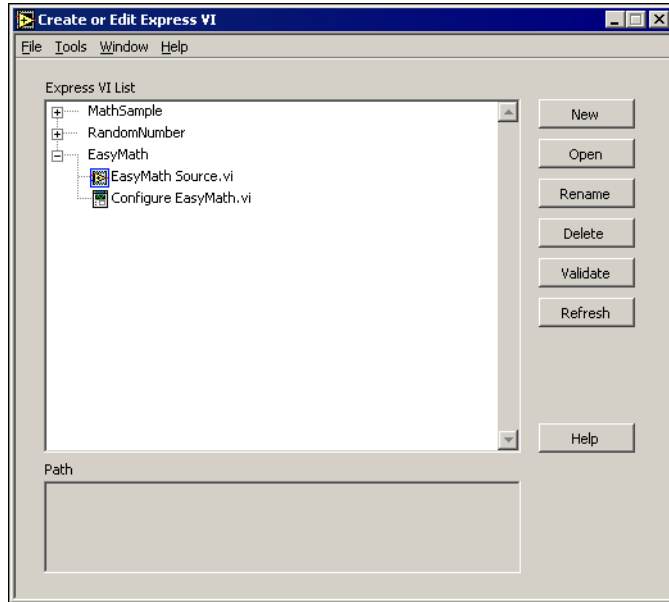 Create or Edit Express VI
File Tools Window Help
Express VI List
MathSample
RandomNumber
EasyMath
EasyMath Source.vi
Configure EasyMath.vi
New
Open
Rename
Delete
Validate
Refresh
Help
Path